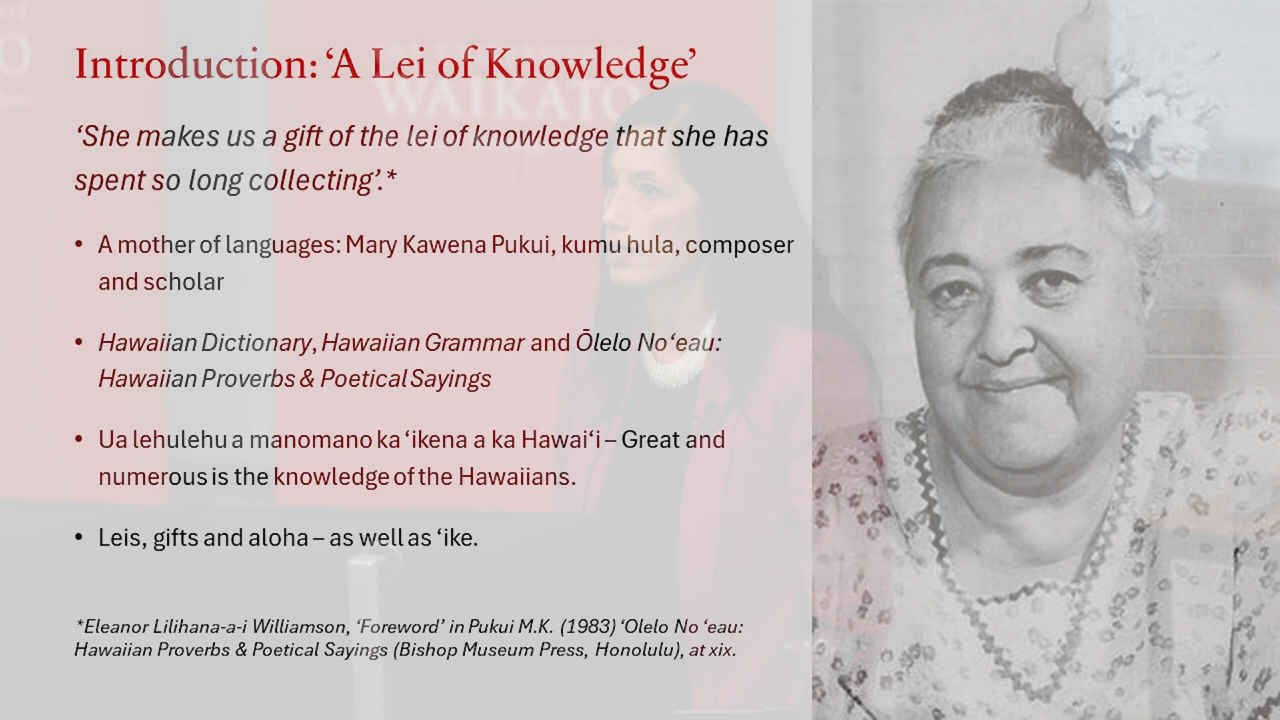 Introduction: ‘A Lei of Knowledge’
‘She makes us a gift of the lei of knowledge that she has
spent so long collecting’.*
• A mother of languages: Mary Kawena Pukui, kumu hula, composer
and scholar
• Hawaiian Dictionary, Hawaiian Grammar and Ōlelo No‘eau:
Hawaiian Proverbs & Poetical Sayings
• Ua lehulehu a manomano ka ‘ikena a ka Hawai‘i – Great and
numerous is the knowledge of the Hawaiians.
• Leis, gifts and aloha – as well as ‘ike.
*Eleanor Lilihana-a-i Williamson, ‘Foreword’ in Pukui M.K. (1983) ‘Olelo No ‘eau:
Hawaiian Proverbs & Poetical Sayings (Bishop Museum Press, Honolulu), at xix.
WAIKATO